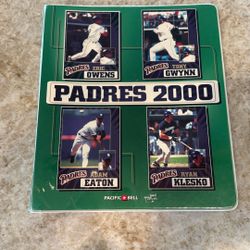 PADRES
ERIC
OWENS
PADRES
TONY
GWYNN
PADRES 2000
PADRES
ADAM
EATON
PADRES
RYAN
KLESKO
PACIFIC BELL